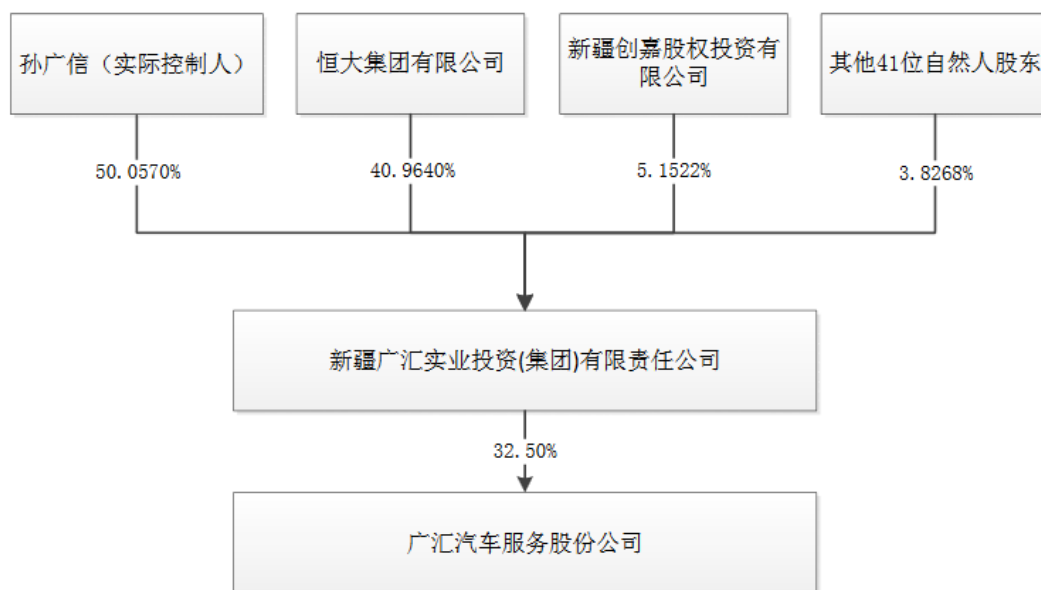 孙广信（实际控制人）
恒大集团有限公司
新疆创嘉股权投资有
限公司
其他41位自然人股东
50.0570%
40.9640%
5.1522%
3.8268%
新疆广汇实业投资(集团)有限责任公司
32.50%
广汇汽车服务股份公司